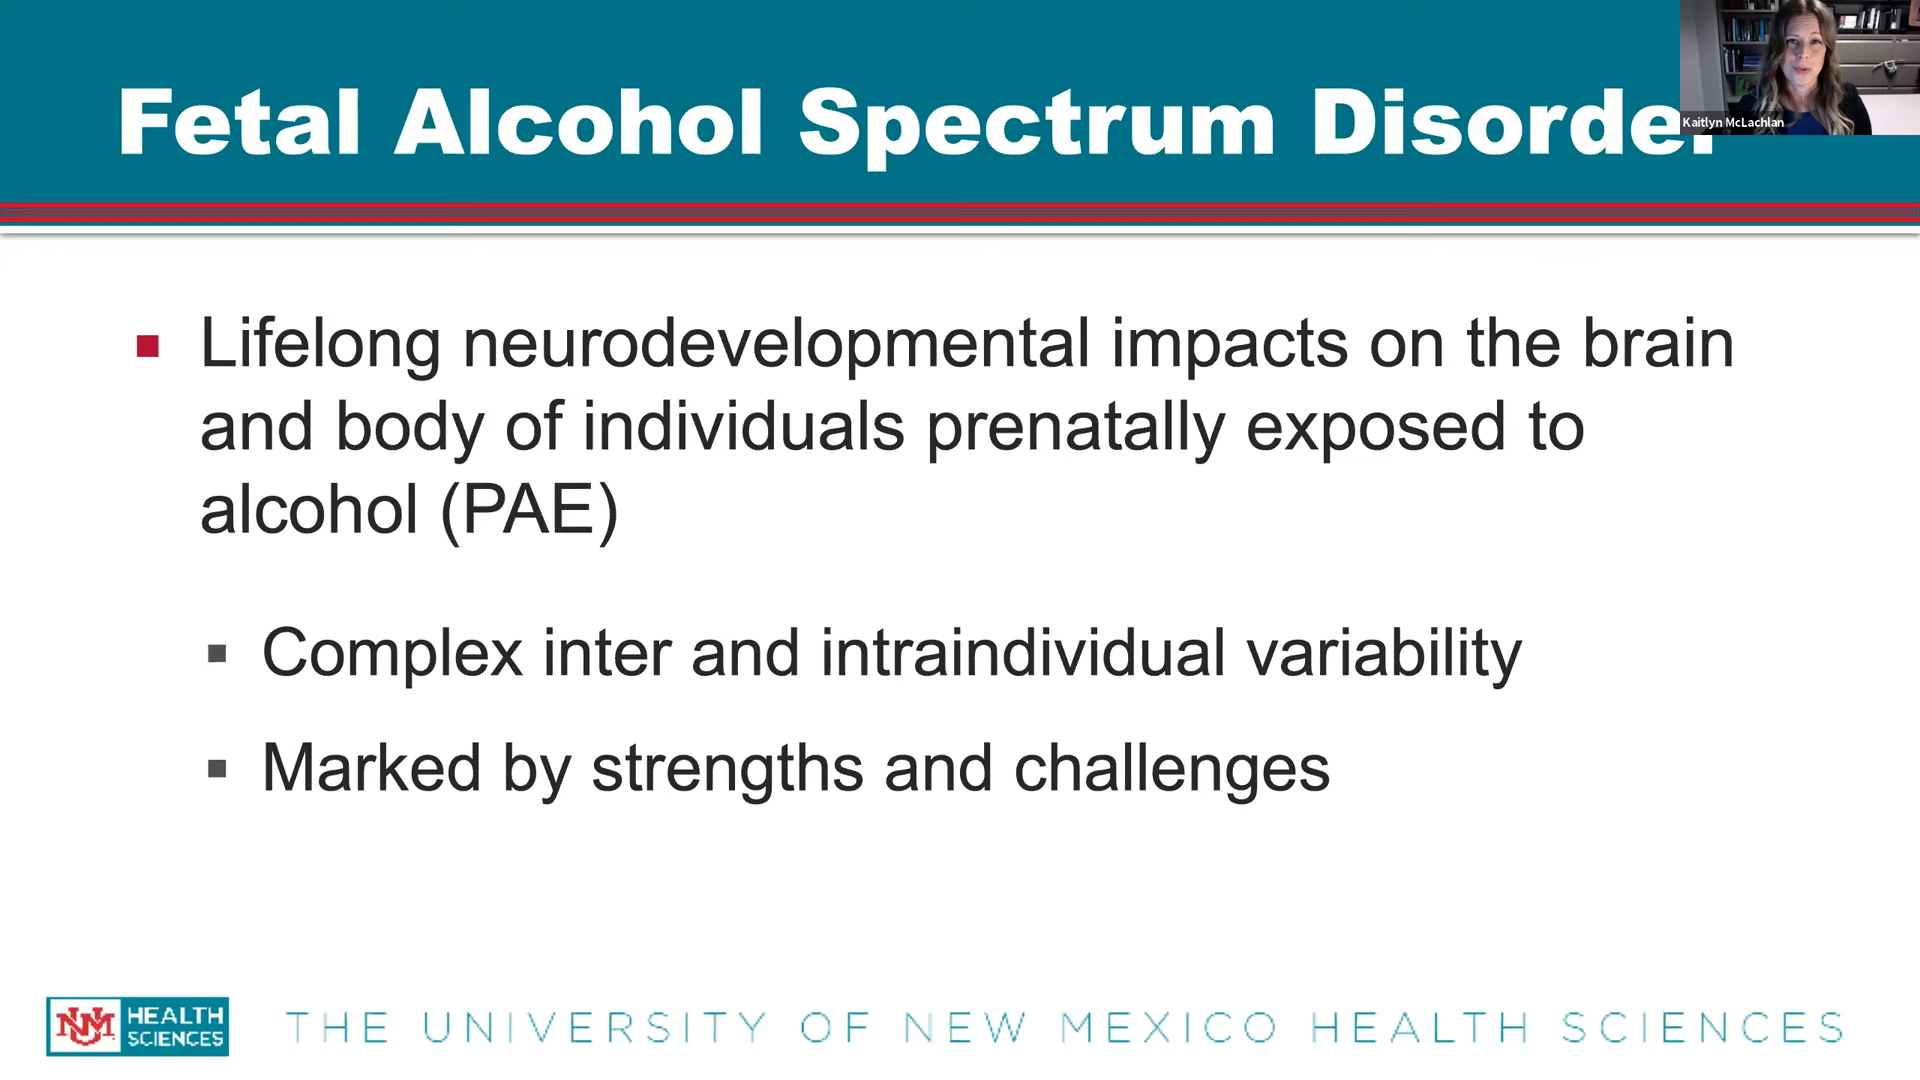 Fetal Alcohol Spectrum Disorder
Kaitlyn McLachlan
Lifelong neurodevelopmental impacts on the brain
and body of individuals prenatally exposed to
alcohol (PAE)
Complex inter and intraindividual variability
Marked by strengths and challenges
UNM HEALTH
SCIENCES
THE UNIVERSITY OF NEW MEXICO HEALTH SCIENCES